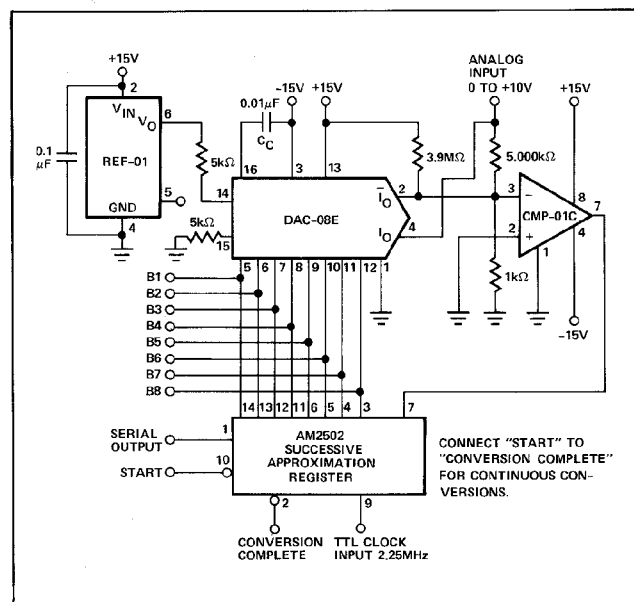 +15V
2
V_IN
V_O
6
REF-01
5
GND
4
0.1
μF
5kΩ
5kΩ
0.01μF
C_C
-15V
+15V
16
3
13
14
15
DAC-08E
3.9MΩ
I̅_O
2
I_O
4
ANALOG
INPUT
0 TO +10V
5.000kΩ
1kΩ
+15V
8
3
−
2
+
CMP-01C
7
4
1
-15V
5 6 7 8 9 10 11 12 1
B1
B2
B3
B4
B5
B6
B7
B8
14 13 12 11 6 5 4 3
7
SERIAL
OUTPUT
1
START
10
AM2502
SUCCESSIVE
APPROXIMATION
REGISTER
2
9
CONVERSION
COMPLETE
TTL CLOCK
INPUT 2.25MHz
CONNECT "START" TO
"CONVERSION COMPLETE"
FOR CONTINUOUS CON-
VERSIONS.